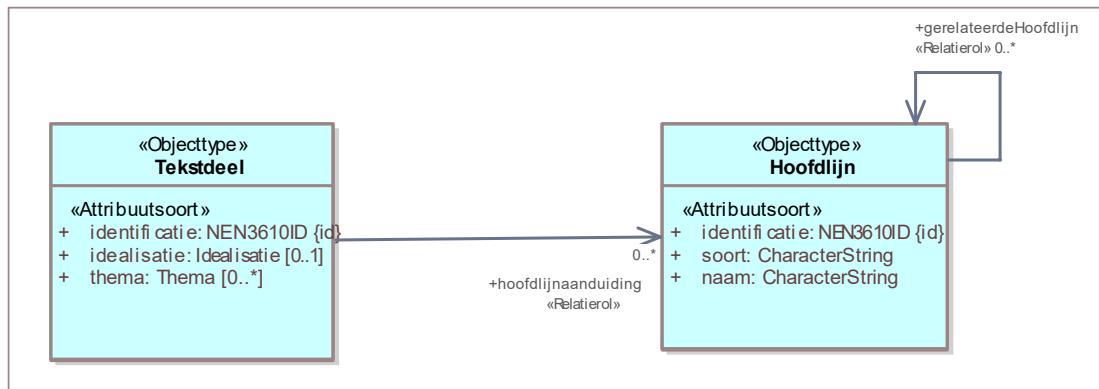 +gerelateerdeHoofdlijn
«Relatierol» 0..*
«Objecttype»
Tekstdeel
«Attribuutsoort»
+ identificatie: NEN3610ID {id}
+ idealisatie: Idealisatie [0..1]
+ thema: Thema [0..*]
0..*
+hoofdlijnaanduiding
«Relatierol»
«Objecttype»
Hoofdlijn
«Attribuutsoort»
+ identificatie: NEN3610ID {id}
+ soort: CharacterString
+ naam: CharacterString